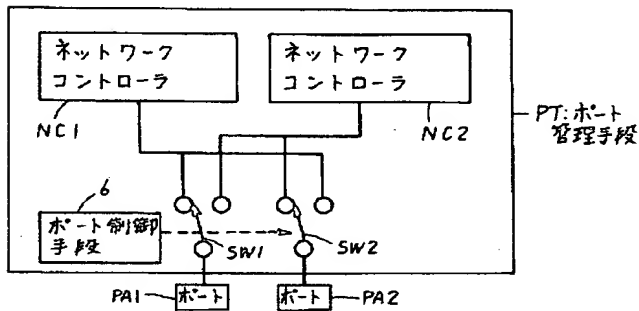 ネットワーク
コントローラ
ネットワーク
コントローラ
NC1
NC2
PT:ポート
管理手段
6
ポート制御
手段
SW1
SW2
PA1
ポート
ポート
PA2